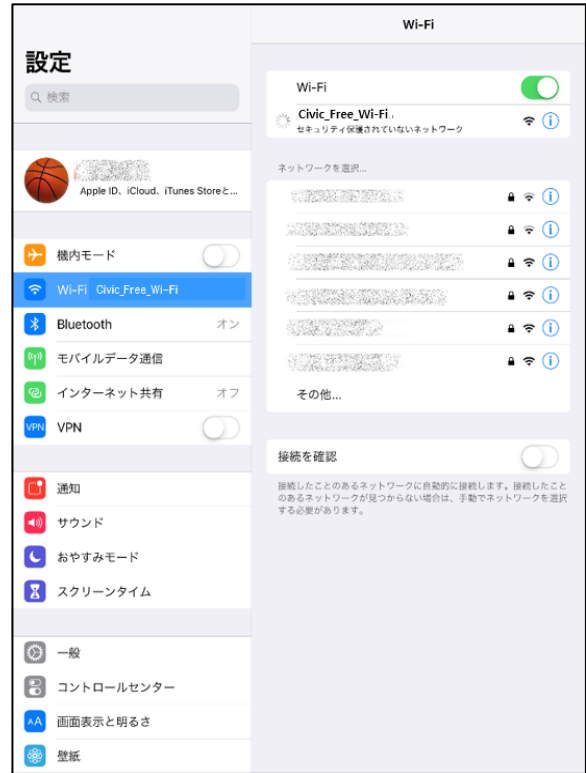 設定
検索
Apple ID、iCloud、iTunes Storeと...
機内モード
Wi-Fi Civic_Free_Wi-Fi
Bluetooth オン
モバイルデータ通信
インターネット共有 オフ
VPN VPN
通知
サウンド
おやすみモード
スクリーンタイム
一般
コントロールセンター
AA 画面表示と明るさ
壁紙
Wi-Fi
Wi-Fi
Civic_Free_Wi-Fi..
セキュリティ保護されていないネットワーク
ネットワークを選択...
その他...
接続を確認
接続したことのあるネットワークに自動的に接続します。接続したこと
のあるネットワークが見つからない場合は、手動でネットワークを選択
する必要があります。